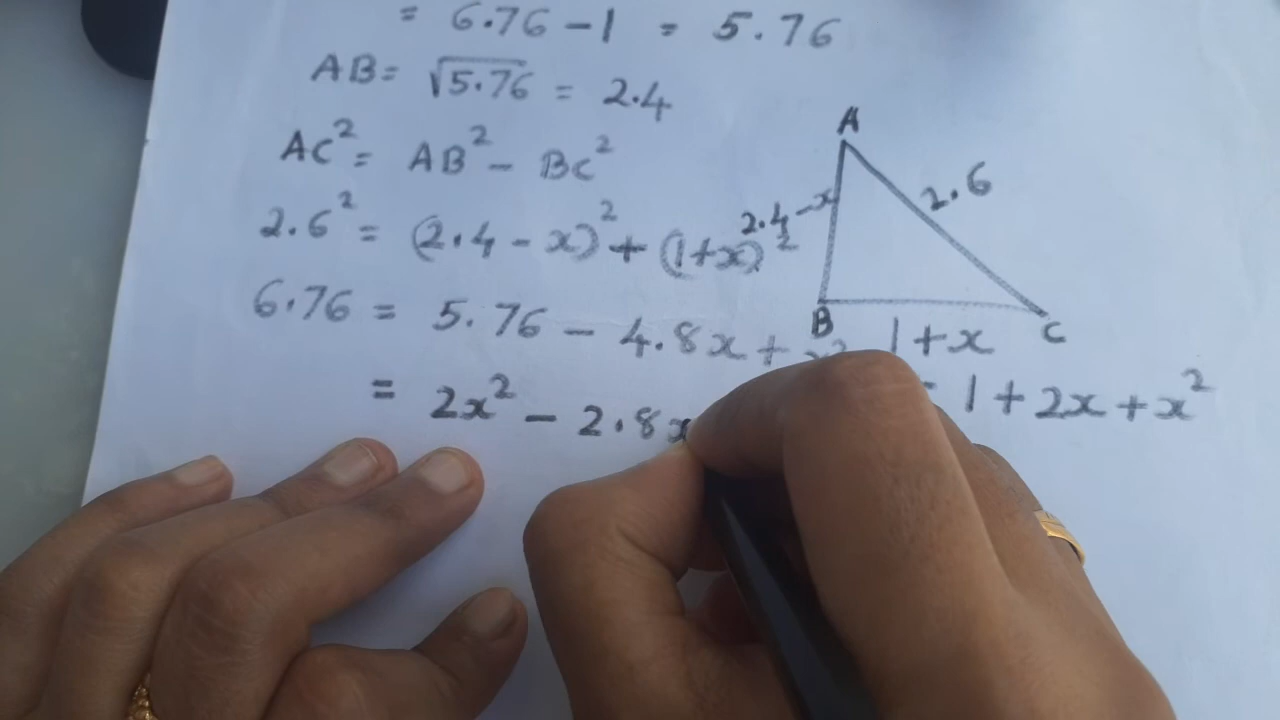 = 6.76 - 1 = 5.76
AB = √5.76 = 2.4
AC² = AB² - BC²
2.6² = (2.4 - x)² + (1+x)²
6.76 = 5.76 - 4.8x + x²
1 + 2x + x²
= 2x² - 2.8x
A
2.4 - x
2.6
B
1 + x
C